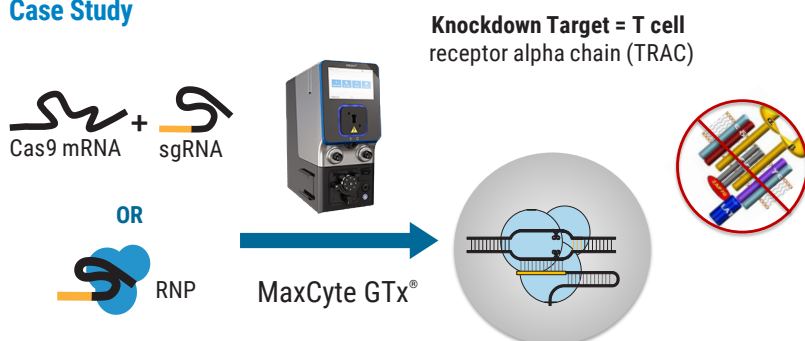 Case Study
Knockdown Target = T cell
receptor alpha chain (TRAC)
Cas9 mRNA
+
sgRNA
OR
RNP
MaxCyte GTx®